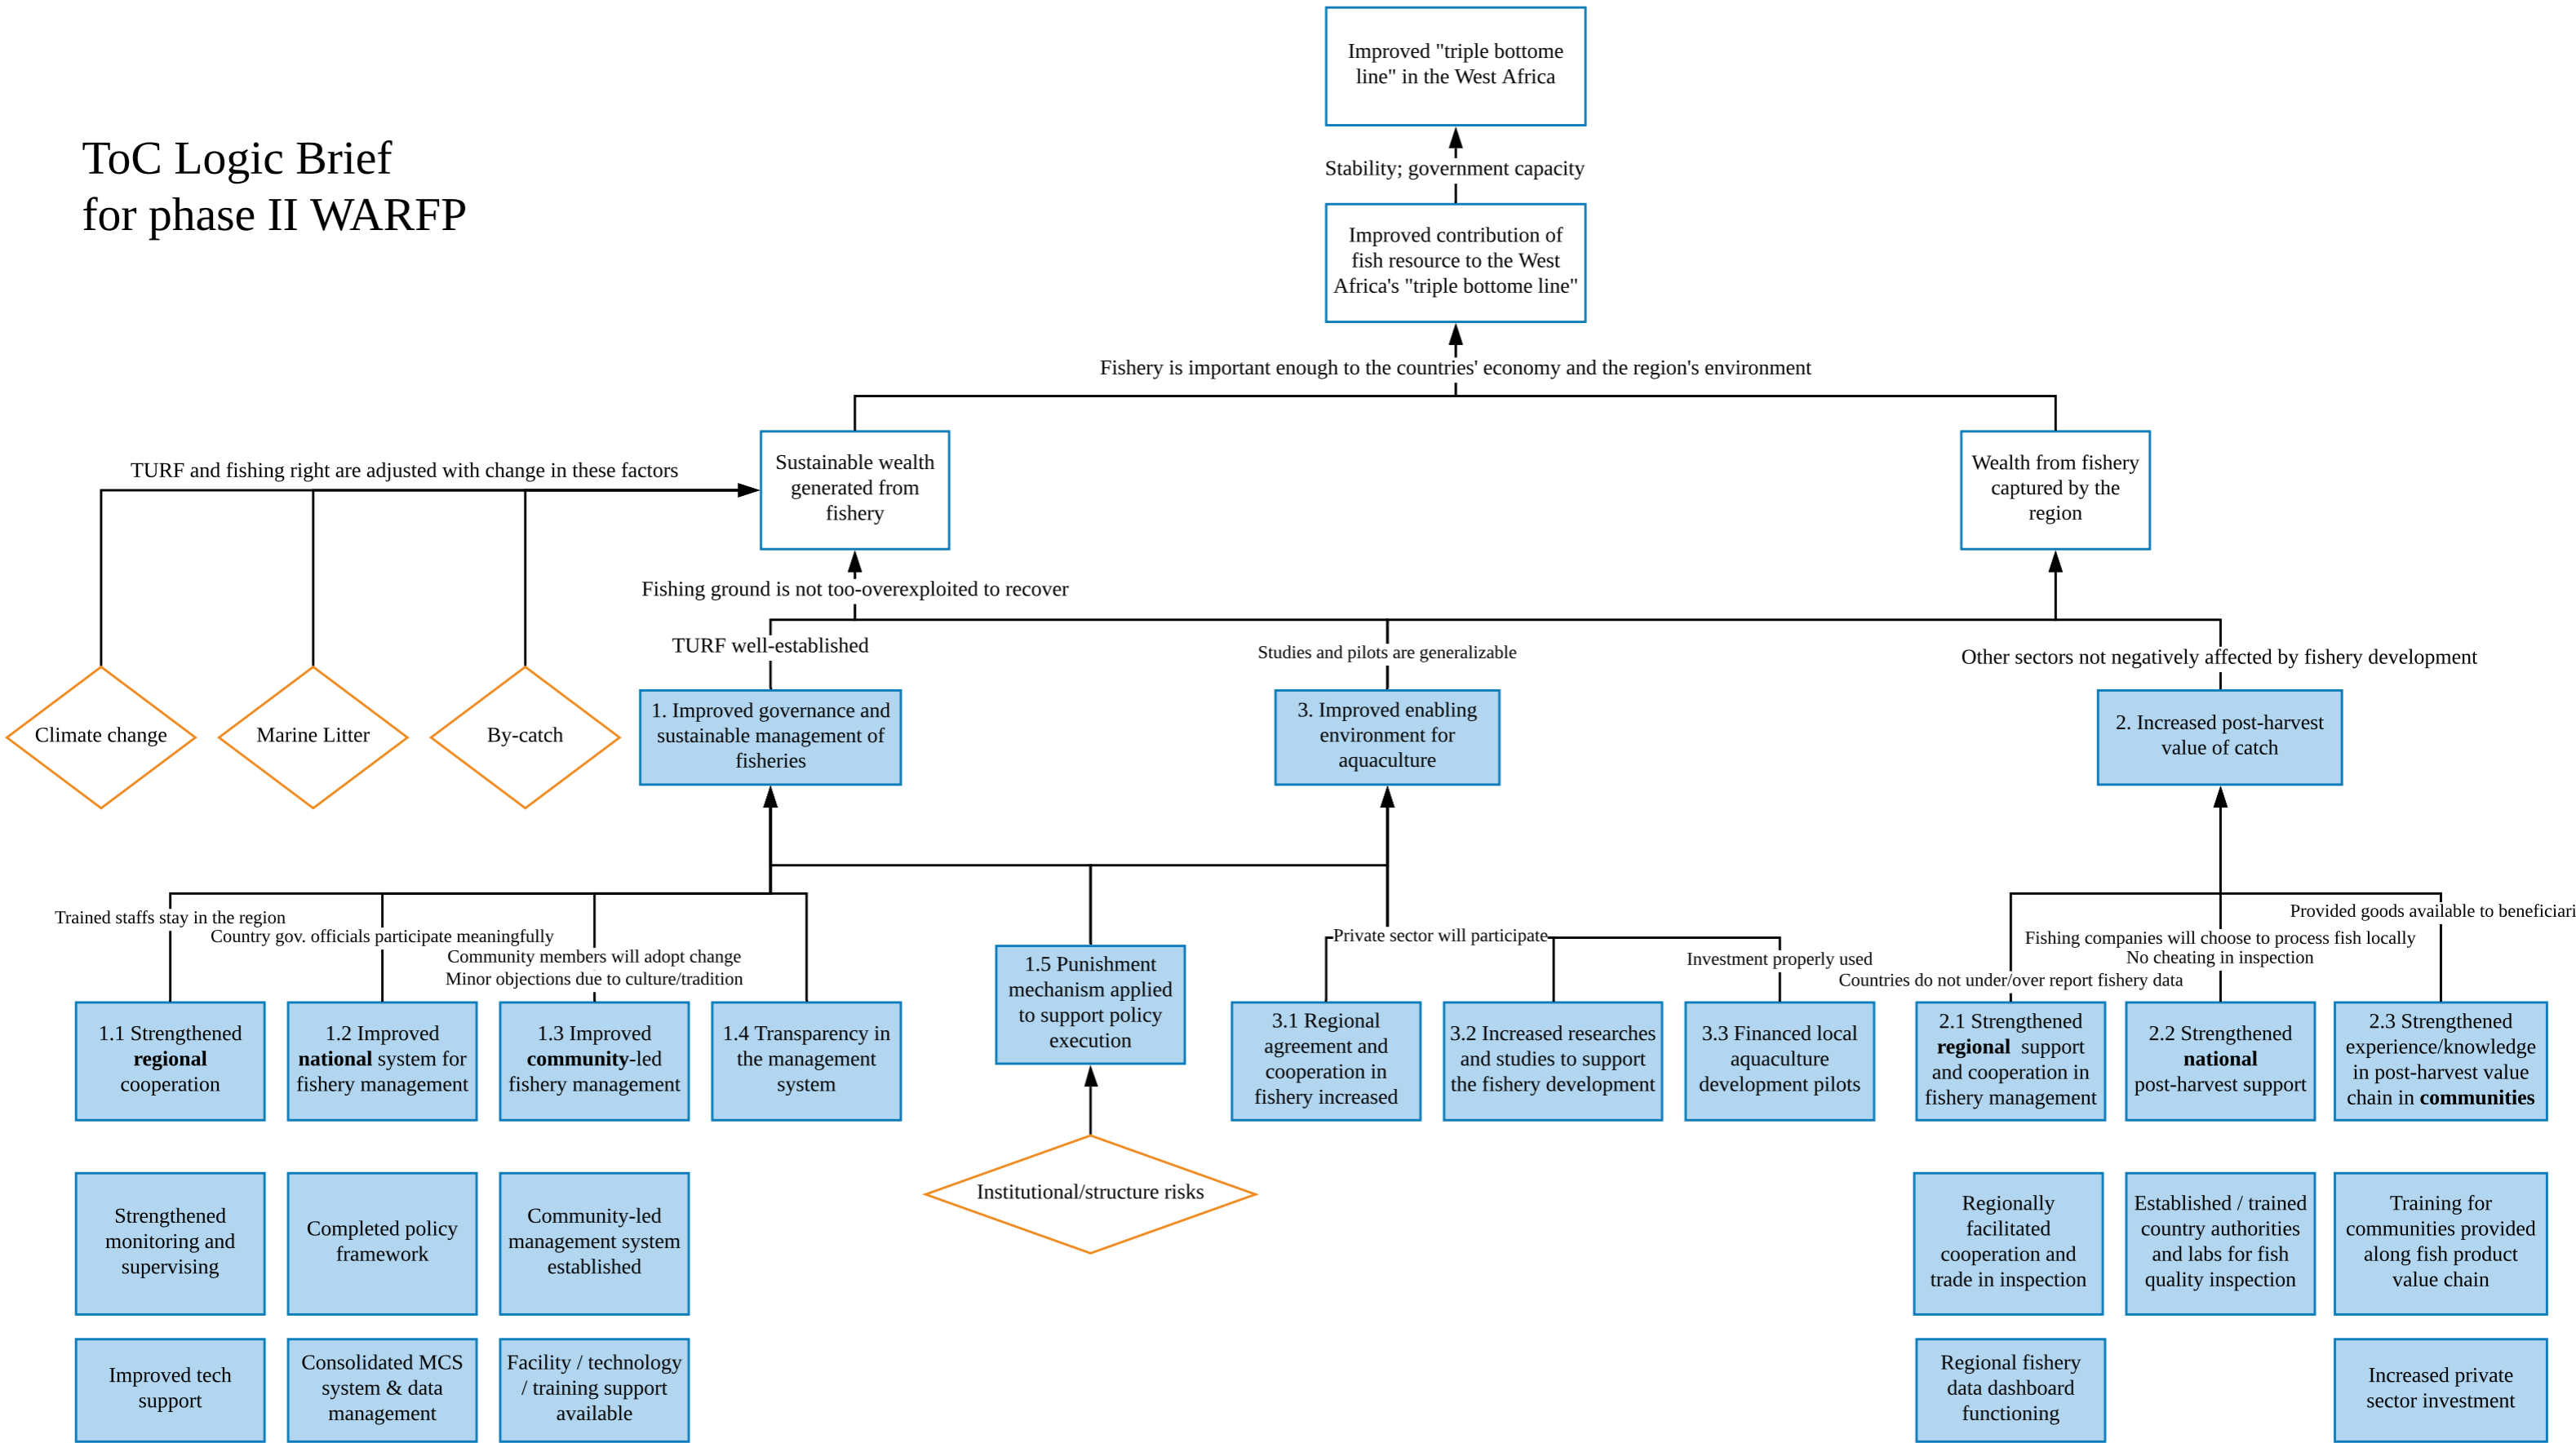 Improved "triple bottome
line" in the West Africa
ToC Logic Brief
for phase II WARFP
Stability; government capacity
Improved contribution of
fish resource to the West
Africa's "triple bottome line"
Fishery is important enough to the countries' economy and the region's environment
TURF and fishing right are adjusted with change in these factors
Sustainable wealth
generated from
fishery
Wealth from fishery
captured by the
region
Fishing ground is not too-overexploited to recover
TURF well-established
Studies and pilots are generalizable
Other sectors not negatively affected by fishery development
Climate change
Marine Litter
By-catch
1. Improved governance and
sustainable management of
fisheries
3. Improved enabling
environment for
aquaculture
2. Increased post-harvest
value of catch
Trained staffs stay in the region
Country gov. officials participate meaningfully
Community members will adopt change
Minor objections due to culture/tradition
Private sector will participate
Investment properly used
Provided goods available to beneficiari
Fishing companies will choose to process fish locally
No cheating in inspection
Countries do not under/over report fishery data
1.1 Strengthened
regional
cooperation
1.2 Improved
national system for
fishery management
1.3 Improved
community-led
fishery management
1.4 Transparency in
the management
system
1.5 Punishment
mechanism applied
to support policy
execution
3.1 Regional
agreement and
cooperation in
fishery increased
3.2 Increased researches
and studies to support
the fishery development
3.3 Financed local
aquaculture
development pilots
2.1 Strengthened
regional support
and cooperation in
fishery management
2.2 Strengthened
national
post-harvest support
2.3 Strengthened
experience/knowledge
in post-harvest value
chain in communities
Institutional/structure risks
Strengthened
monitoring and
supervising
Completed policy
framework
Community-led
management system
established
Regionally
facilitated
cooperation and
trade in inspection
Established / trained
country authorities
and labs for fish
quality inspection
Training for
communities provided
along fish product
value chain
Improved tech
support
Consolidated MCS
system & data
management
Facility / technology
/ training support
available
Regional fishery
data dashboard
functioning
Increased private
sector investment